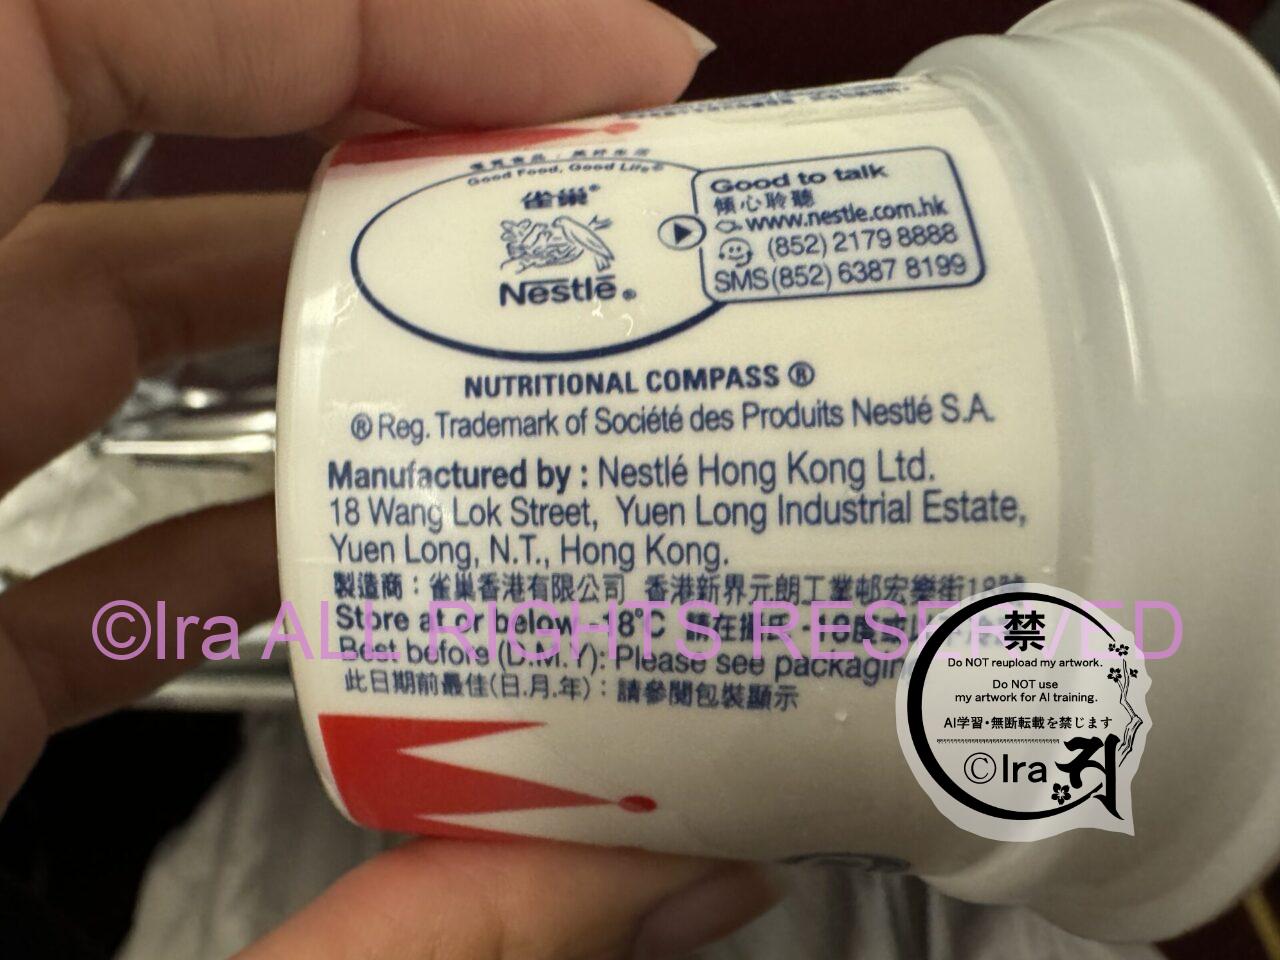 Good Food, Good Life®
雀巢®
Nestlé®
Good to talk
傾心聆聽
www.nestle.com.hk
(852) 2179 8888
SMS(852) 6387 8199
NUTRITIONAL COMPASS ®
® Reg. Trademark of Société des Produits Nestlé S.A.
Manufactured by : Nestlé Hong Kong Ltd.
18 Wang Lok Street, Yuen Long Industrial Estate,
Yuen Long, N.T., Hong Kong.
製造商：雀巢香港有限公司 香港新界元朗工業邨宏樂街18號
©Ira ALL RIGHTS RESERVED
Store at or below -18°C 請在攝氏
Best before (D.M.Y): Please see packaging
此日期前最佳(日.月.年)：請參閱包裝顯示
禁
Do NOT reupload my artwork.
Do NOT use
my artwork for AI training.
AI学習・無断転載を禁じます
©Ira